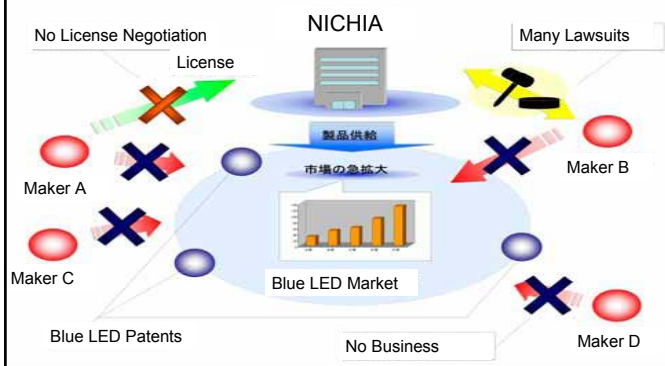 NICHIA
No License Negotiation
Many Lawsuits
License
製品供給
Maker A
Maker B
市場の急拡大
Maker C
Blue LED Market
Blue LED Patents
No Business
Maker D